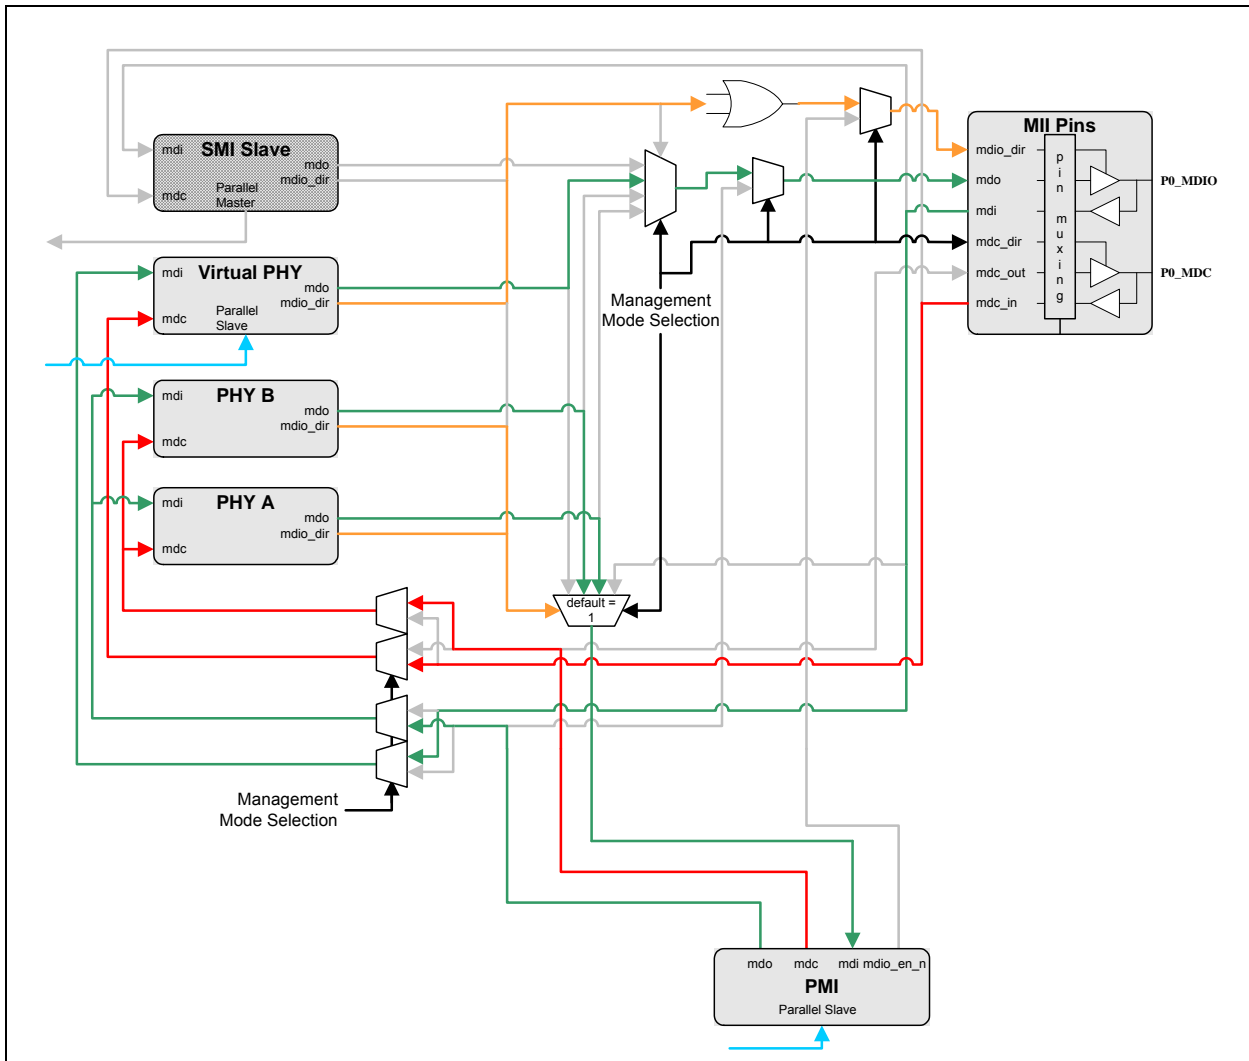 SMI Slave
mdi
mdo
mdio_dir
mdc
Parallel
Master
Virtual PHY
mdi
mdo
mdio_dir
mdc
Parallel
Slave
PHY B
mdi
mdo
mdio_dir
mdc
PHY A
mdi
mdo
mdio_dir
mdc
Management
Mode Selection
MII Pins
mdio_dir
mdo
mdi
mdc_dir
mdc_out
mdc_in
pin muxing
P0_MDIO
P0_MDC
default =
1
Management
Mode Selection
mdo mdc mdi mdio_en_n
PMI
Parallel Slave